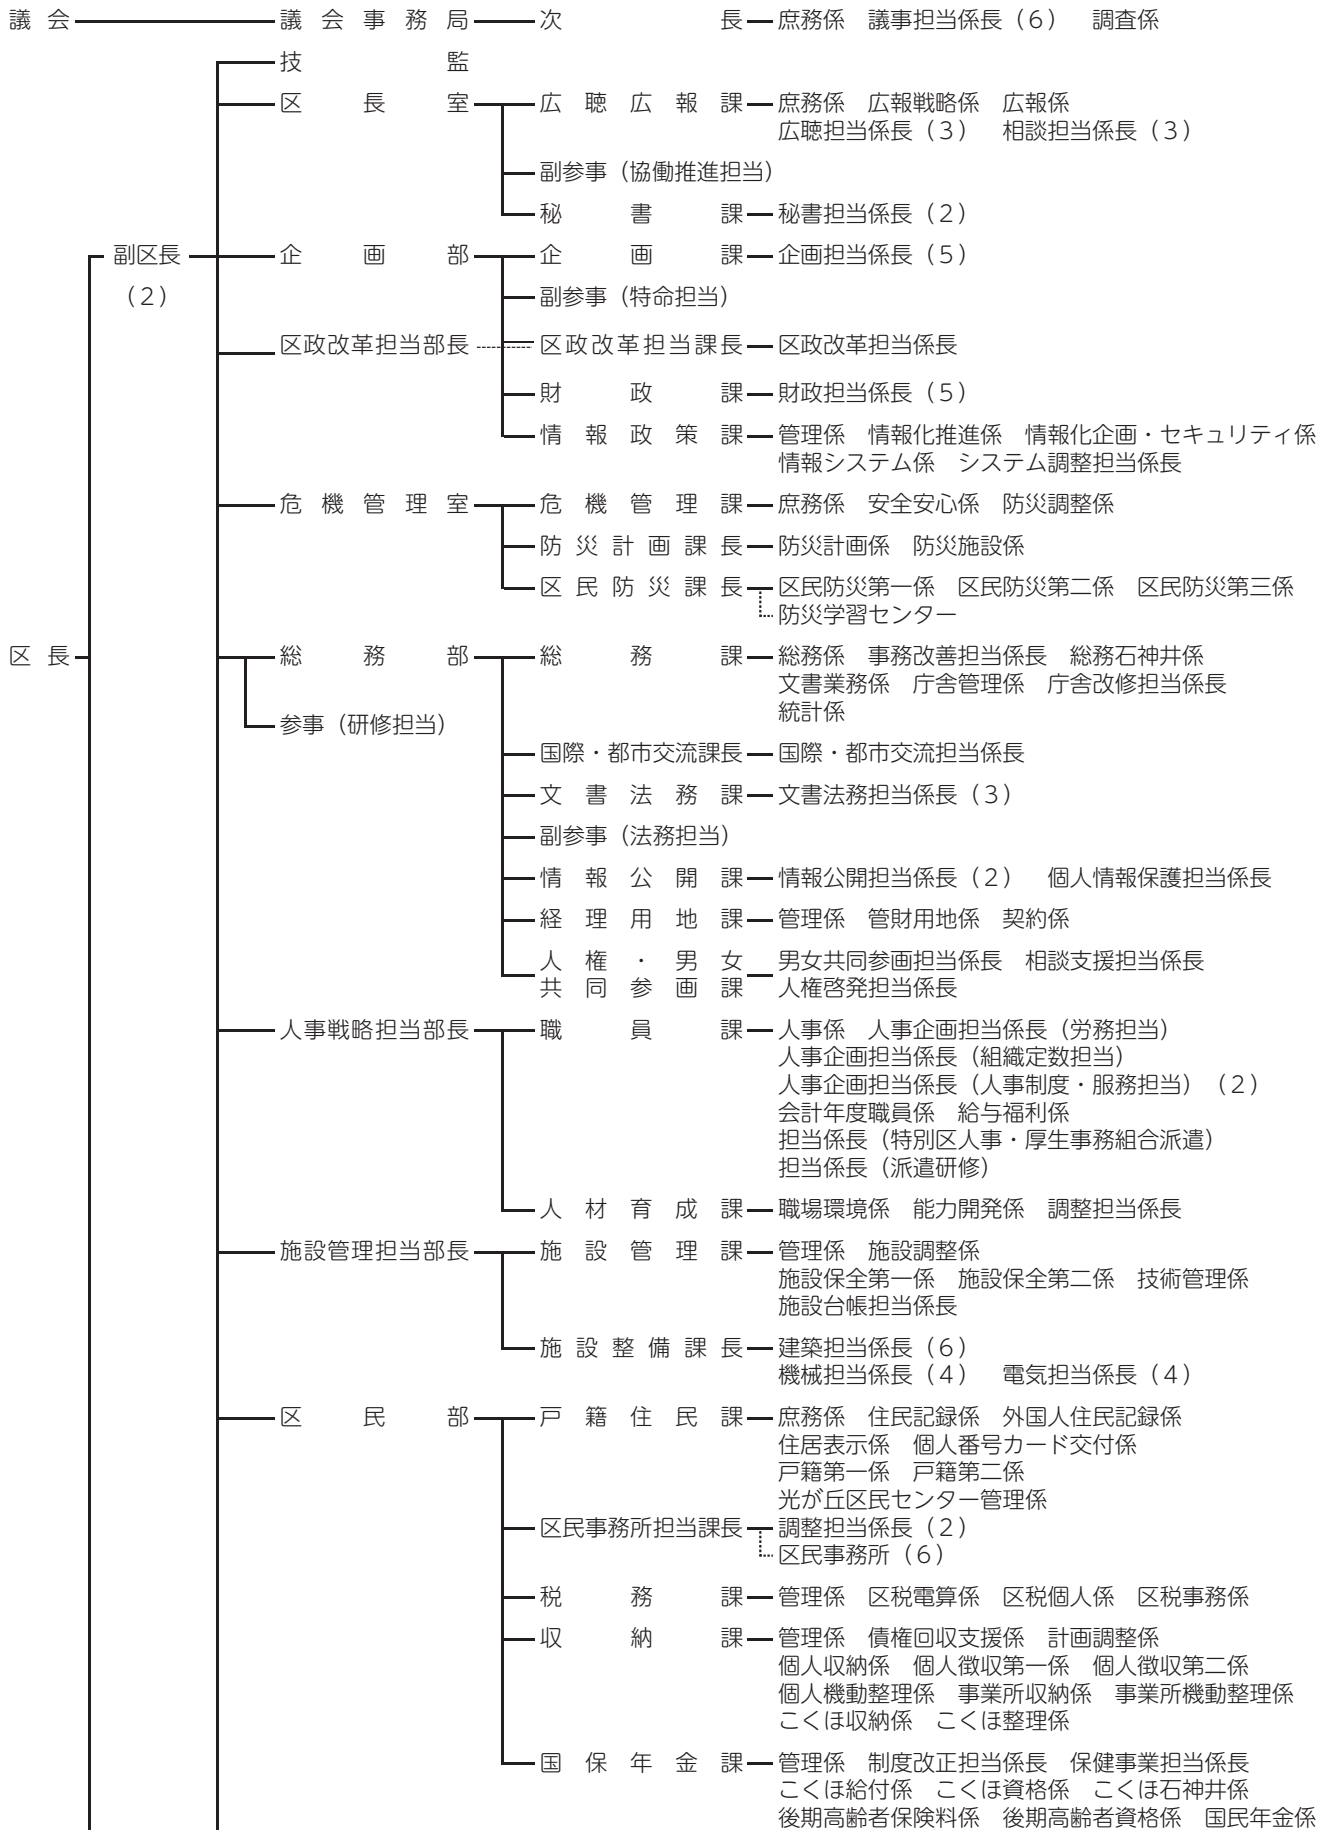 議会 議会事務局 次長 庶務係 議事担当係長（６） 調査係
技監
区長室 広聴広報課 庶務係 広報戦略係 広報係
広聴担当係長（３） 相談担当係長（３）
副参事（協働推進担当）
秘書課 秘書担当係長（２）
副区長 企画部 企画課 企画担当係長（５）
（２） 副参事（特命担当）
区政改革担当部長 区政改革担当課長 区政改革担当係長
財政課 財政担当係長（５）
情報政策課 管理係 情報化推進係 情報化企画・セキュリティ係
情報システム係 システム調整担当係長
危機管理室 危機管理課 庶務係 安全安心係 防災調整係
防災計画課長 防災計画係 防災施設係
区民防災課長 区民防災第一係 区民防災第二係 区民防災第三係
防災学習センター
区長 総務部 総務課 総務係 事務改善担当係長 総務石神井係
文書業務係 庁舎管理係 庁舎改修担当係長
統計係
参事（研修担当）
国際・都市交流課長 国際・都市交流担当係長
文書法務課 文書法務担当係長（３）
副参事（法務担当）
情報公開課 情報公開担当係長（２） 個人情報保護担当係長
経理用地課 管理係 管財用地係 契約係
人権・男女 男女共同参画担当係長 相談支援担当係長
共同参画課 人権啓発担当係長
人事戦略担当部長 職員課 人事係 人事企画担当係長（労務担当）
人事企画担当係長（組織定数担当）
人事企画担当係長（人事制度・服務担当）（２）
会計年度職員係 給与福利係
担当係長（特別区人事・厚生事務組合派遣）
担当係長（派遣研修）
人材育成課 職場環境係 能力開発係 調整担当係長
施設管理担当部長 施設管理課 管理係 施設調整係
施設保全第一係 施設保全第二係 技術管理係
施設台帳担当係長
施設整備課長 建築担当係長（６）
機械担当係長（４） 電気担当係長（４）
区民部 戸籍住民課 庶務係 住民記録係 外国人住民記録係
住居表示係 個人番号カード交付係
戸籍第一係 戸籍第二係
光が丘区民センター管理係
区民事務所担当課長 調整担当係長（２）
区民事務所（６）
税務課 管理係 区税電算係 区税個人係 区税事務係
収納課 管理係 債権回収支援係 計画調整係
個人収納係 個人徴収第一係 個人徴収第二係
個人機動整理係 事業所収納係 事業所機動整理係
こくほ収納係 こくほ整理係
国保年金課 管理係 制度改正担当係長 保健事業担当係長
こくほ給付係 こくほ資格係 こくほ石神井係
後期高齢者保険料係 後期高齢者資格係 国民年金係